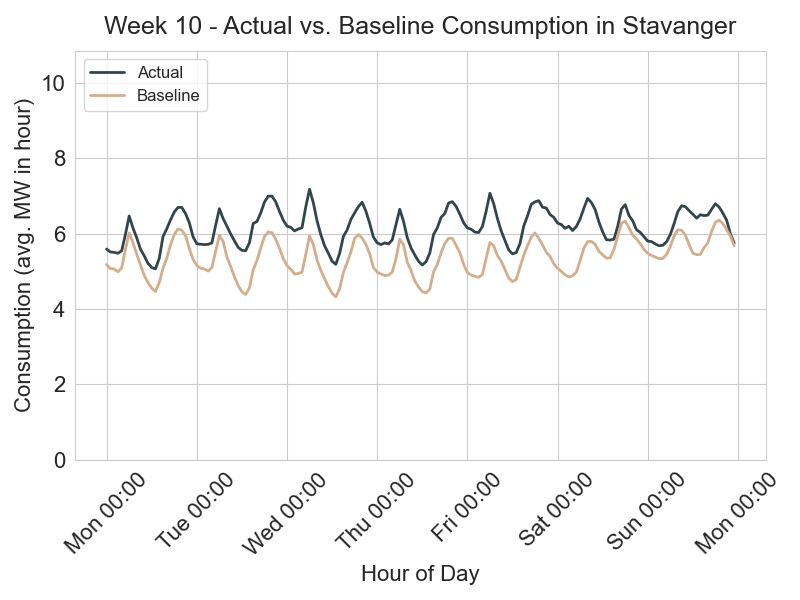 Week 10 - Actual vs. Baseline Consumption in Stavanger
Actual
Baseline
Consumption (avg. MW in hour)
10
8
6
4
2
0
Mon 00:00
Tue 00:00
Wed 00:00
Thu 00:00
Fri 00:00
Sat 00:00
Sun 00:00
Mon 00:00
Hour of Day